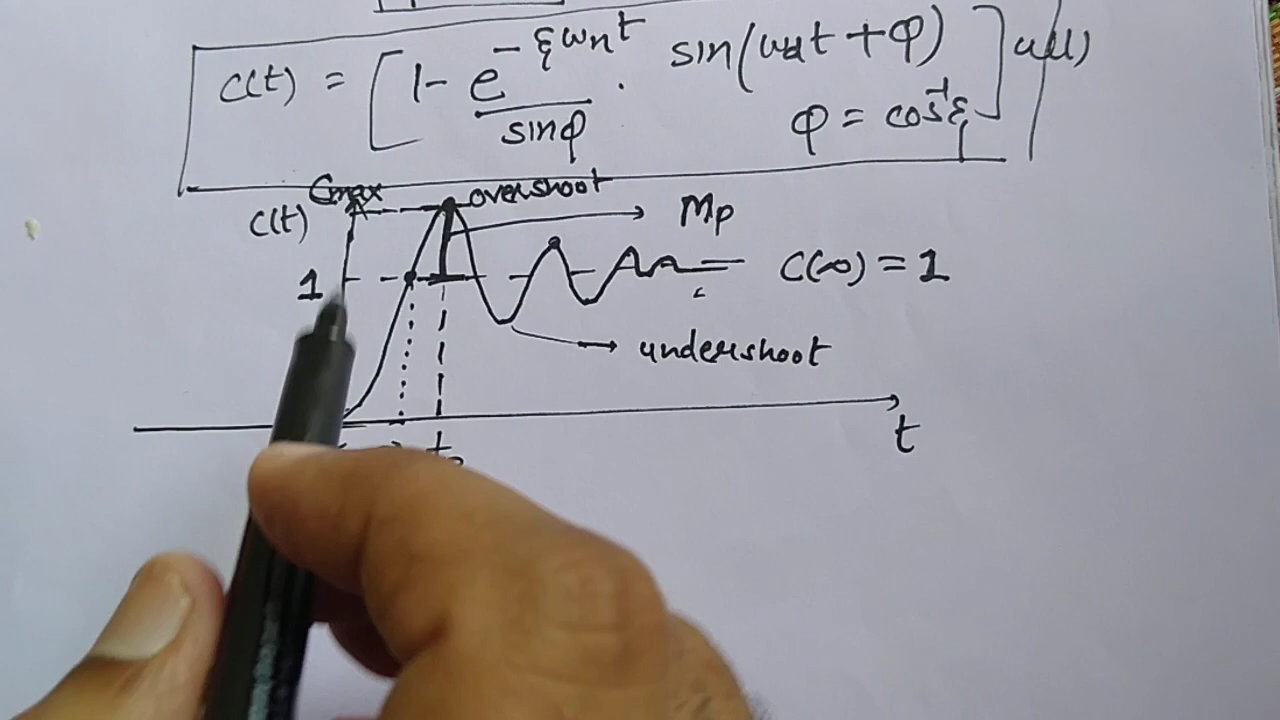 c(t) = [ 1 - e^{-ξωnt} / sinφ . sin(ωdt + φ) ] u(t)
φ = cos⁻¹ξ
Cmax overshoot
c(t) Mp
1 C(∞) = 1
undershoot
t